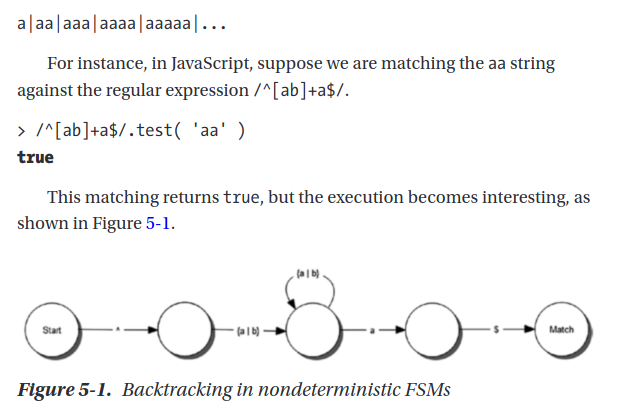 a|aa|aaa|aaaa|aaaaa|...
For instance, in JavaScript, suppose we are matching the aa string
against the regular expression /^[ab]+a$/.
> /^[ab]+a$/.test( 'aa' )
true
This matching returns true, but the execution becomes interesting, as
shown in Figure 5-1.
(a|b)
Start ^ (a|b) a $ Match
Figure 5-1. Backtracking in nondeterministic FSMs